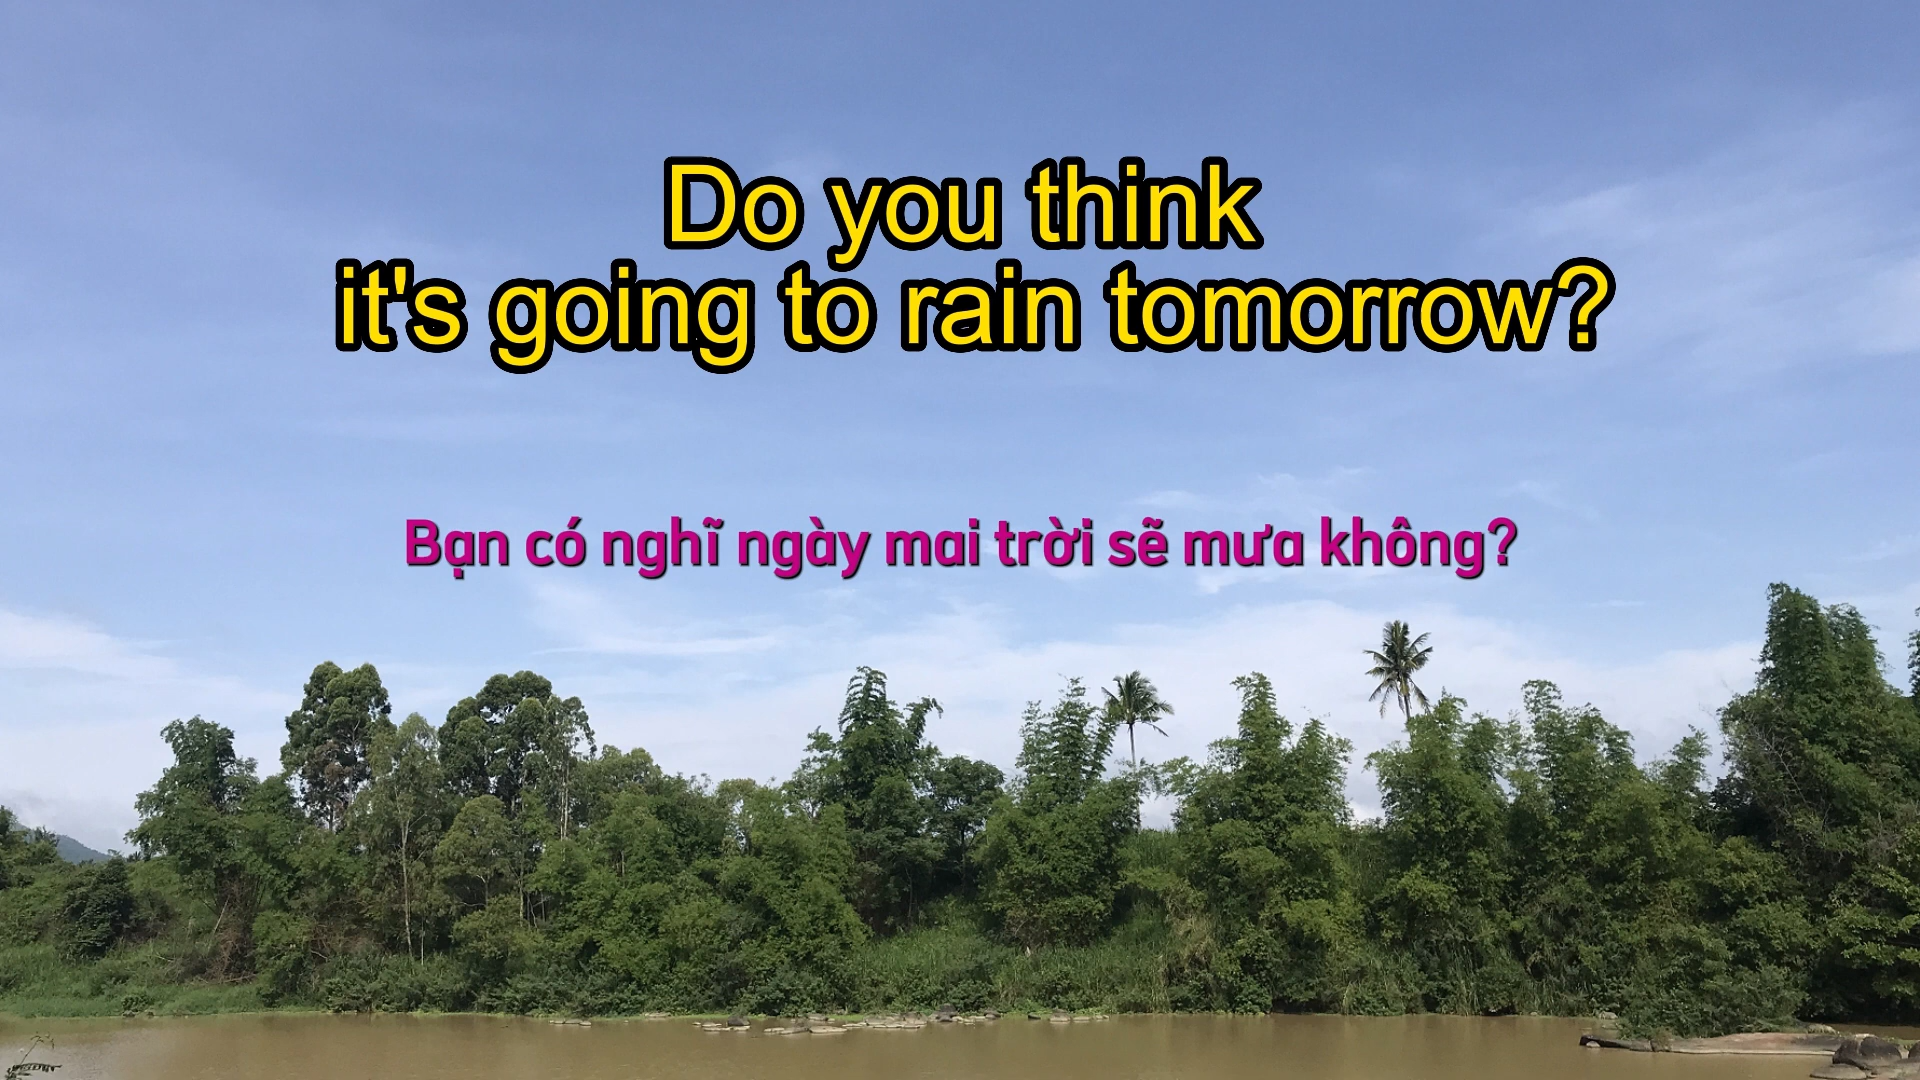 Do you think
it's going to rain tomorrow?
Bạn có nghĩ ngày mai trời sẽ mưa không?